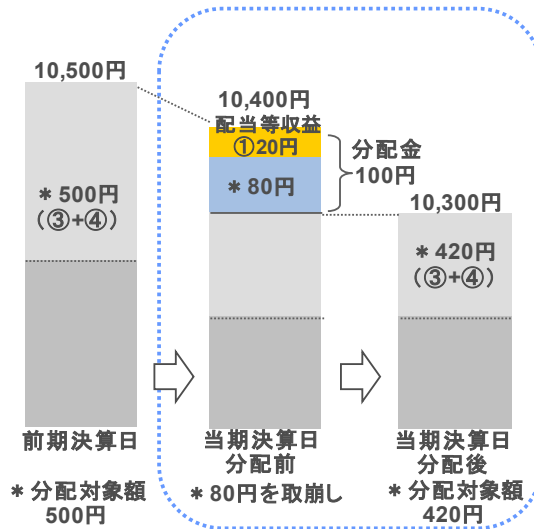 10,500円
＊500円
（③+④）
前期決算日
＊分配対象額
500円
10,400円
配当等収益
①20円
＊80円
分配金
100円
当期決算日
分配前
＊80円を取崩し
10,300円
＊420円
（③+④）
当期決算日
分配後
＊分配対象額
420円